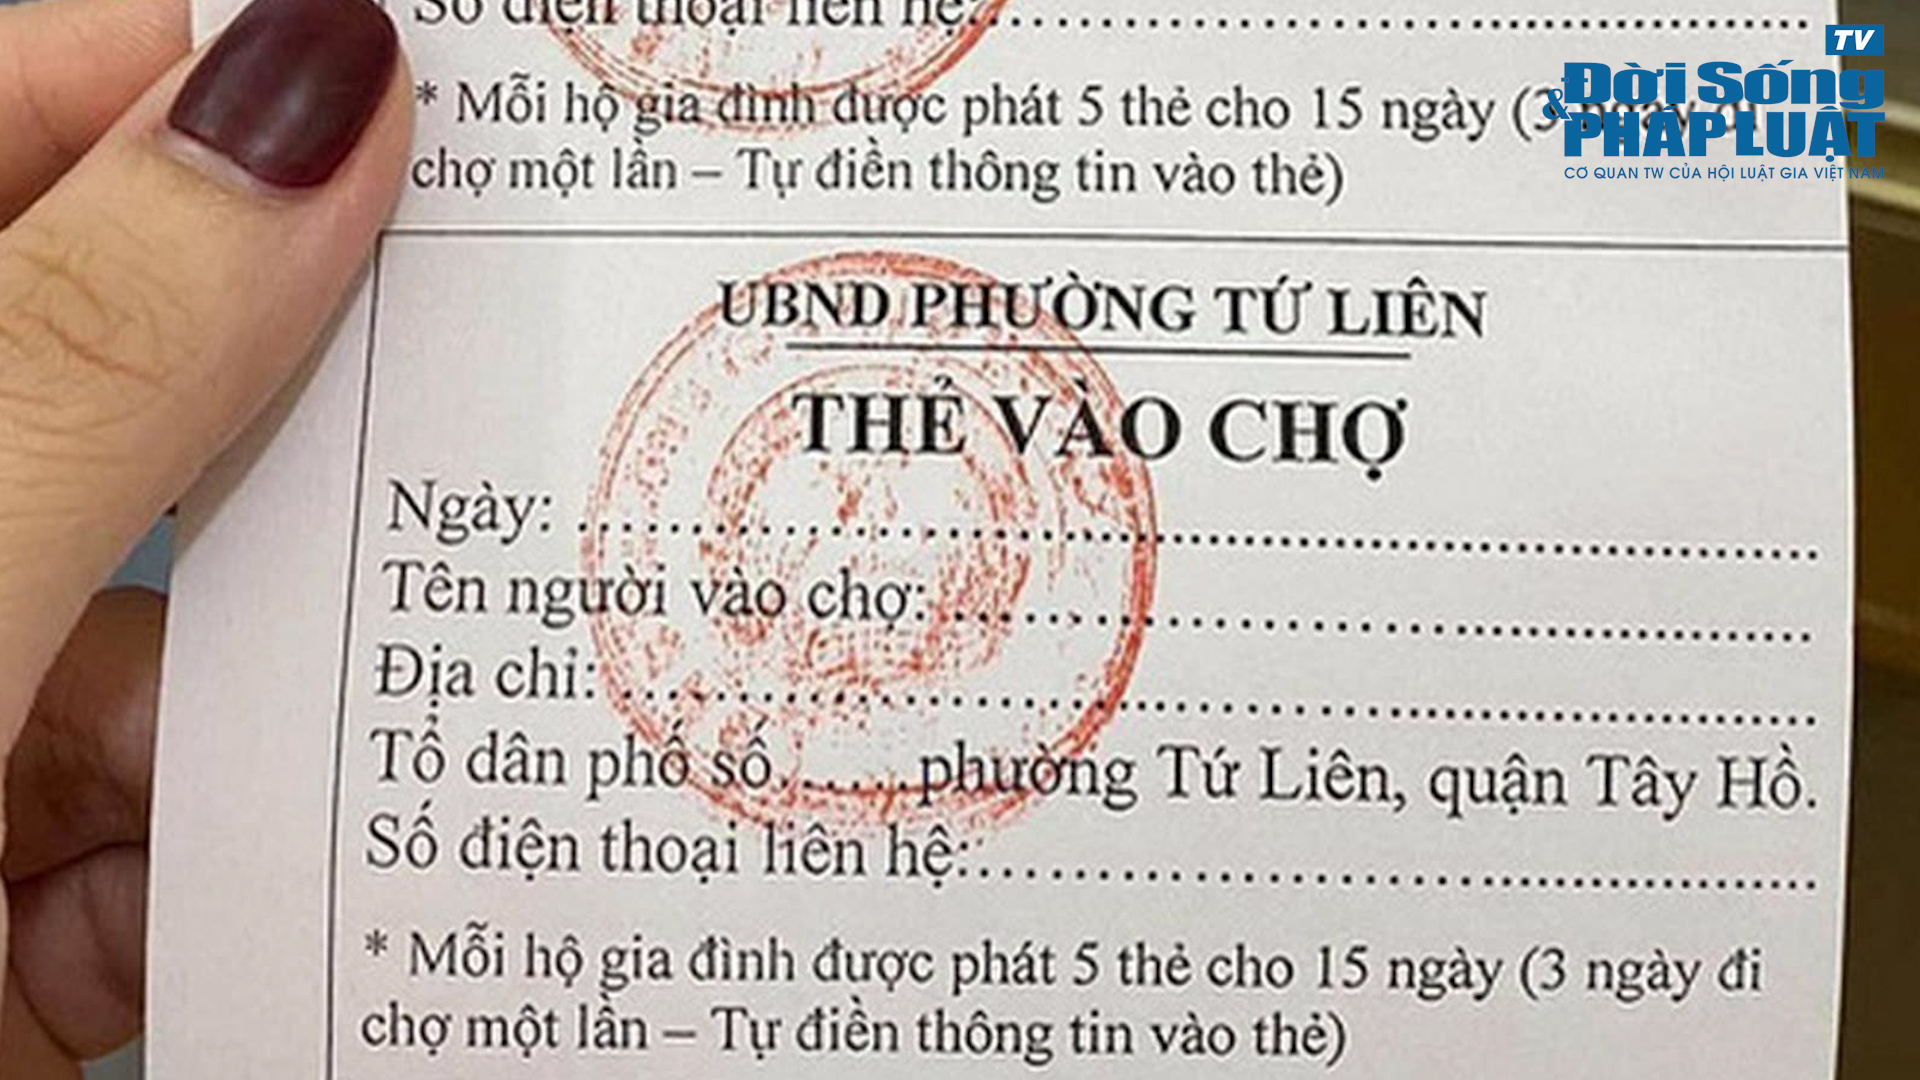 Số điện thoại liên hệ:
* Mỗi hộ gia đình được phát 5 thẻ cho 15 ngày (3 ngày đi
chợ một lần – Tự điền thông tin vào thẻ)
TV
Đời Sống
& PHÁP LUẬT
CƠ QUAN TW CỦA HỘI LUẬT GIA VIỆT NAM
UBND PHƯỜNG TỨ LIÊN
THẺ VÀO CHỢ
Ngày:
Tên người vào chợ:
Địa chỉ:
Tổ dân phố số.......phường Tứ Liên, quận Tây Hồ.
Số điện thoại liên hệ:
* Mỗi hộ gia đình được phát 5 thẻ cho 15 ngày (3 ngày đi
chợ một lần – Tự điền thông tin vào thẻ)